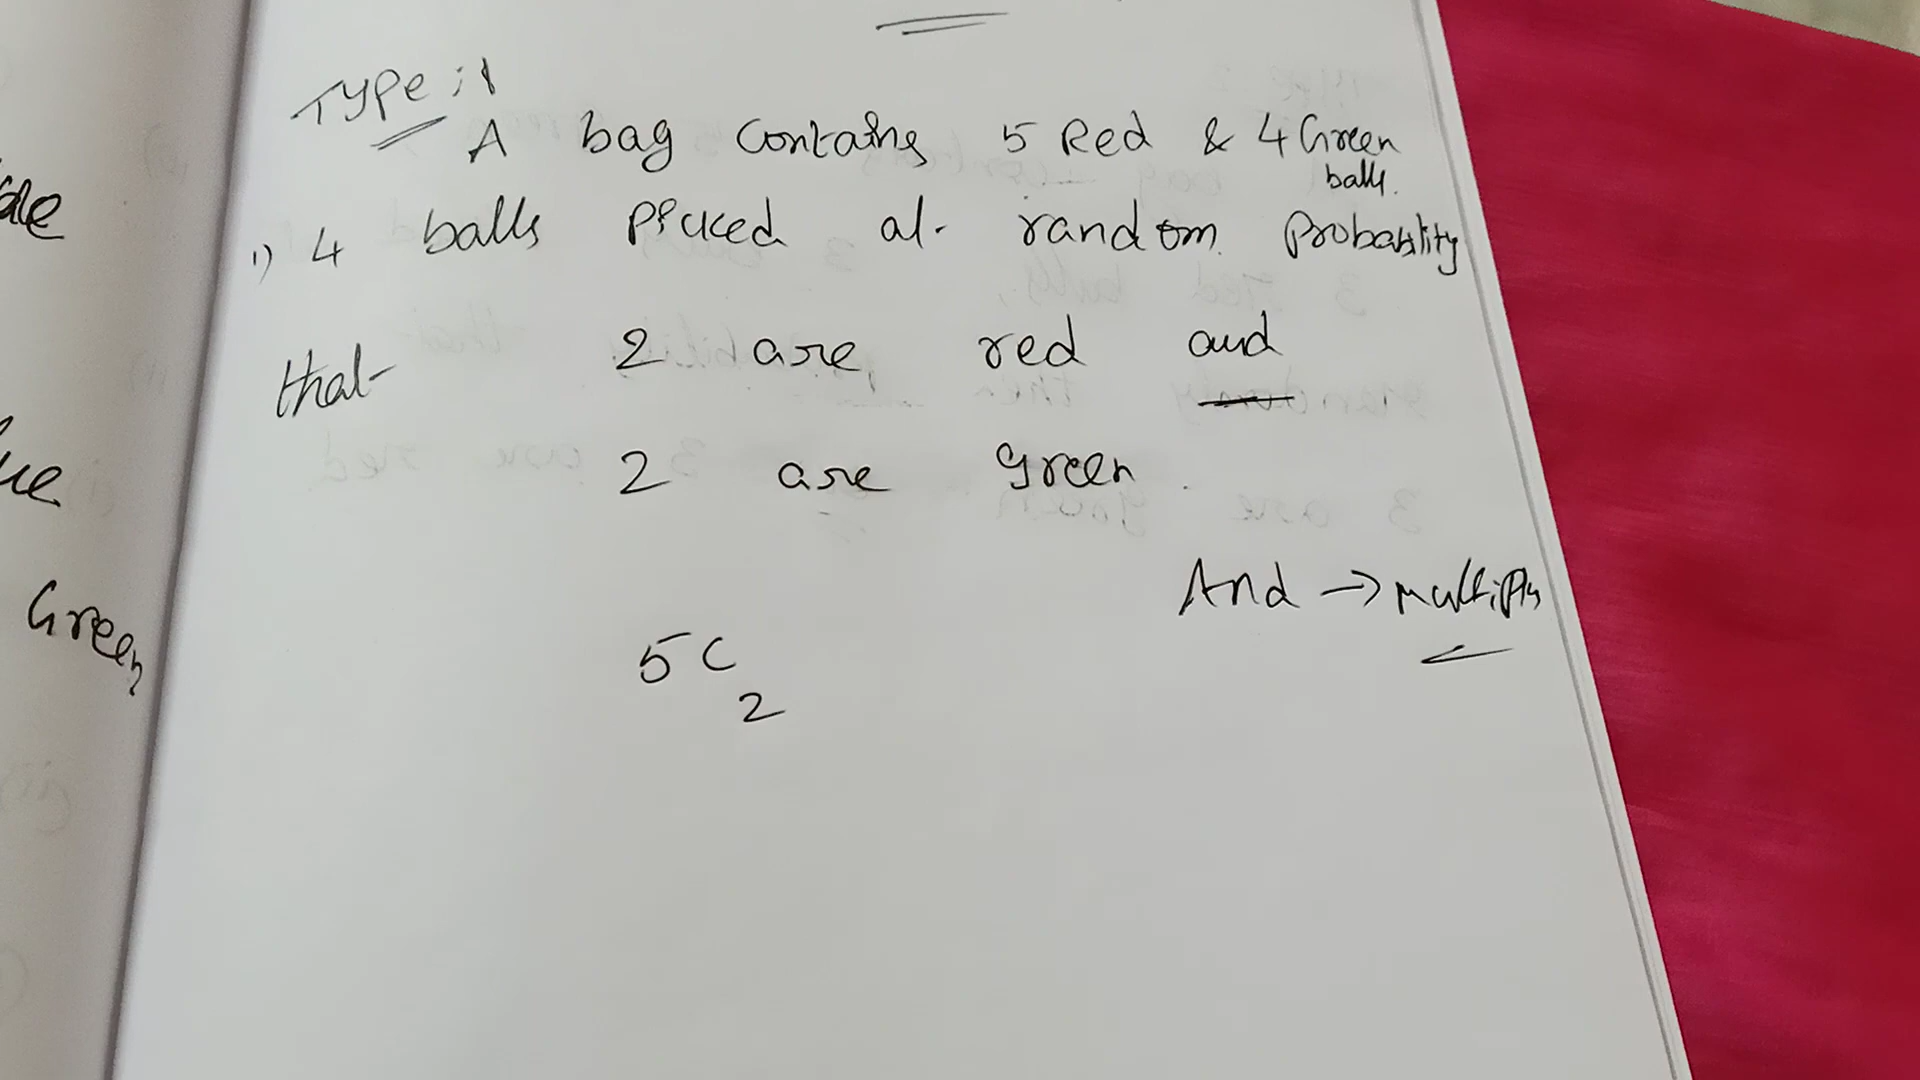 Type: 1
A bag Contains 5 Red & 4 Green
balls.
1) 4 balls Picked at random. Probability
that 2 are red and
2 are green.
And → multiply
5C2
Green